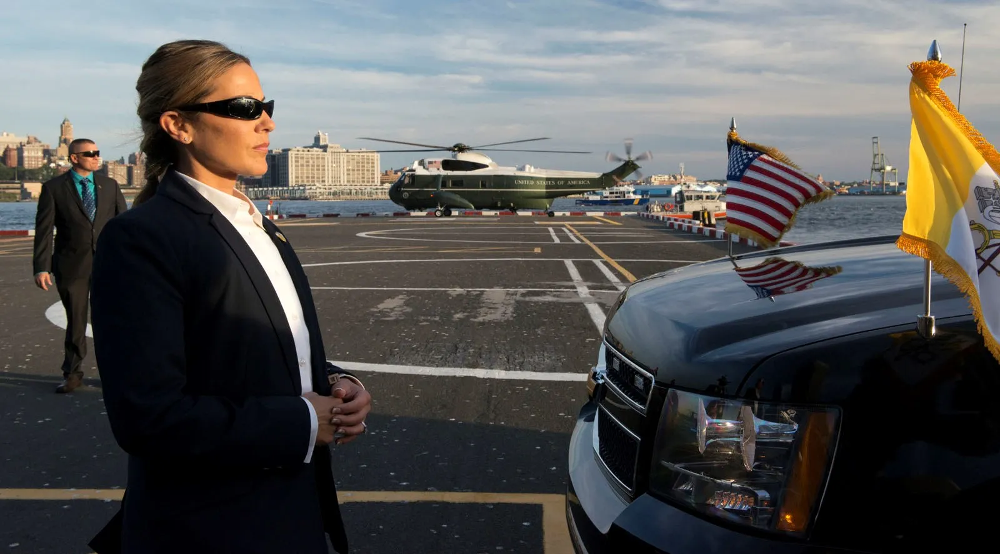 UNITED STATES OF AMERICA